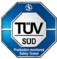 TÜV
SÜD
Production monitored
Safety Tested